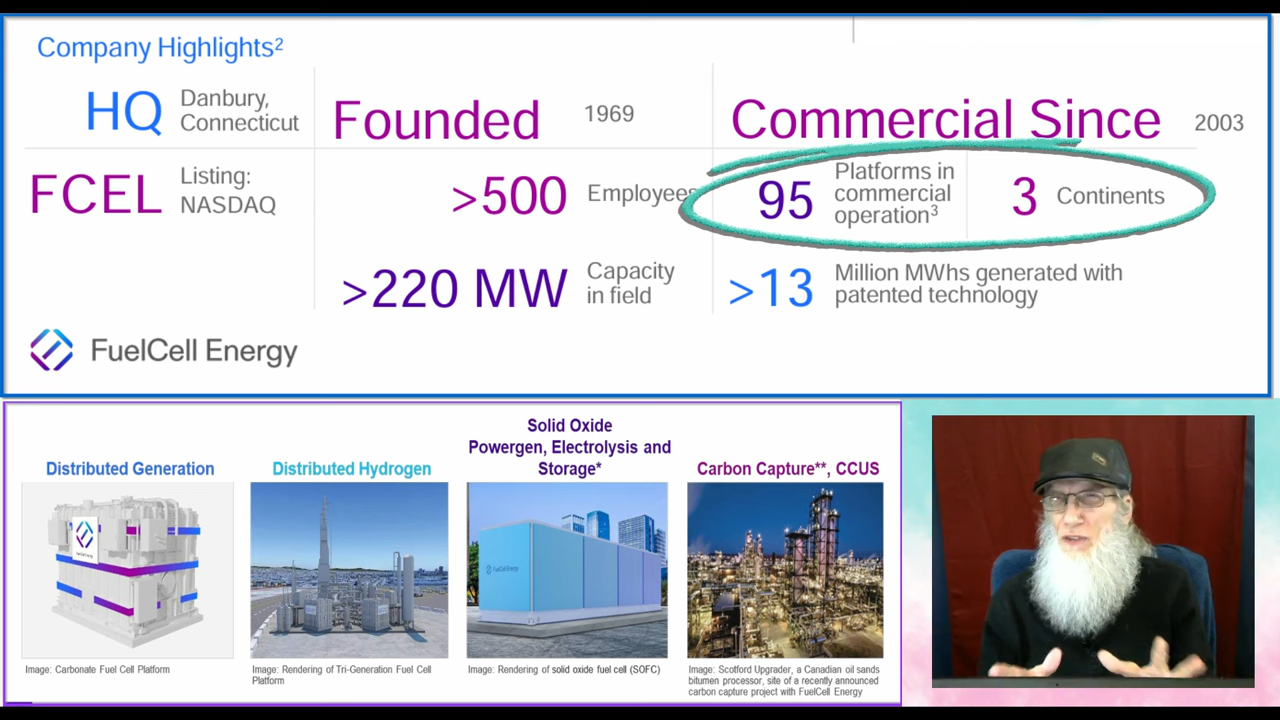 Company Highlights²
HQ
Danbury,
Connecticut
Founded
1969
Commercial Since
2003
FCEL
Listing:
NASDAQ
>500
Employees
95
Platforms in
commercial
operation³
3
Continents
>220 MW
Capacity
in field
>13
Million MWhs generated with
patented technology
FuelCell Energy
Distributed Generation
Distributed Hydrogen
Solid Oxide
Powergen, Electrolysis and
Storage*
Carbon Capture**, CCUS
FuelCell Energy
FuelCell Energy
Image: Carbonate Fuel Cell Platform
Image: Rendering of Tri-Generation Fuel Cell
Platform
Image: Rendering of solid oxide fuel cell (SOFC)
Image: Scotford Upgrader, a Canadian oil sands
bitumen processor, site of a recently announced
carbon capture project with FuelCell Energy